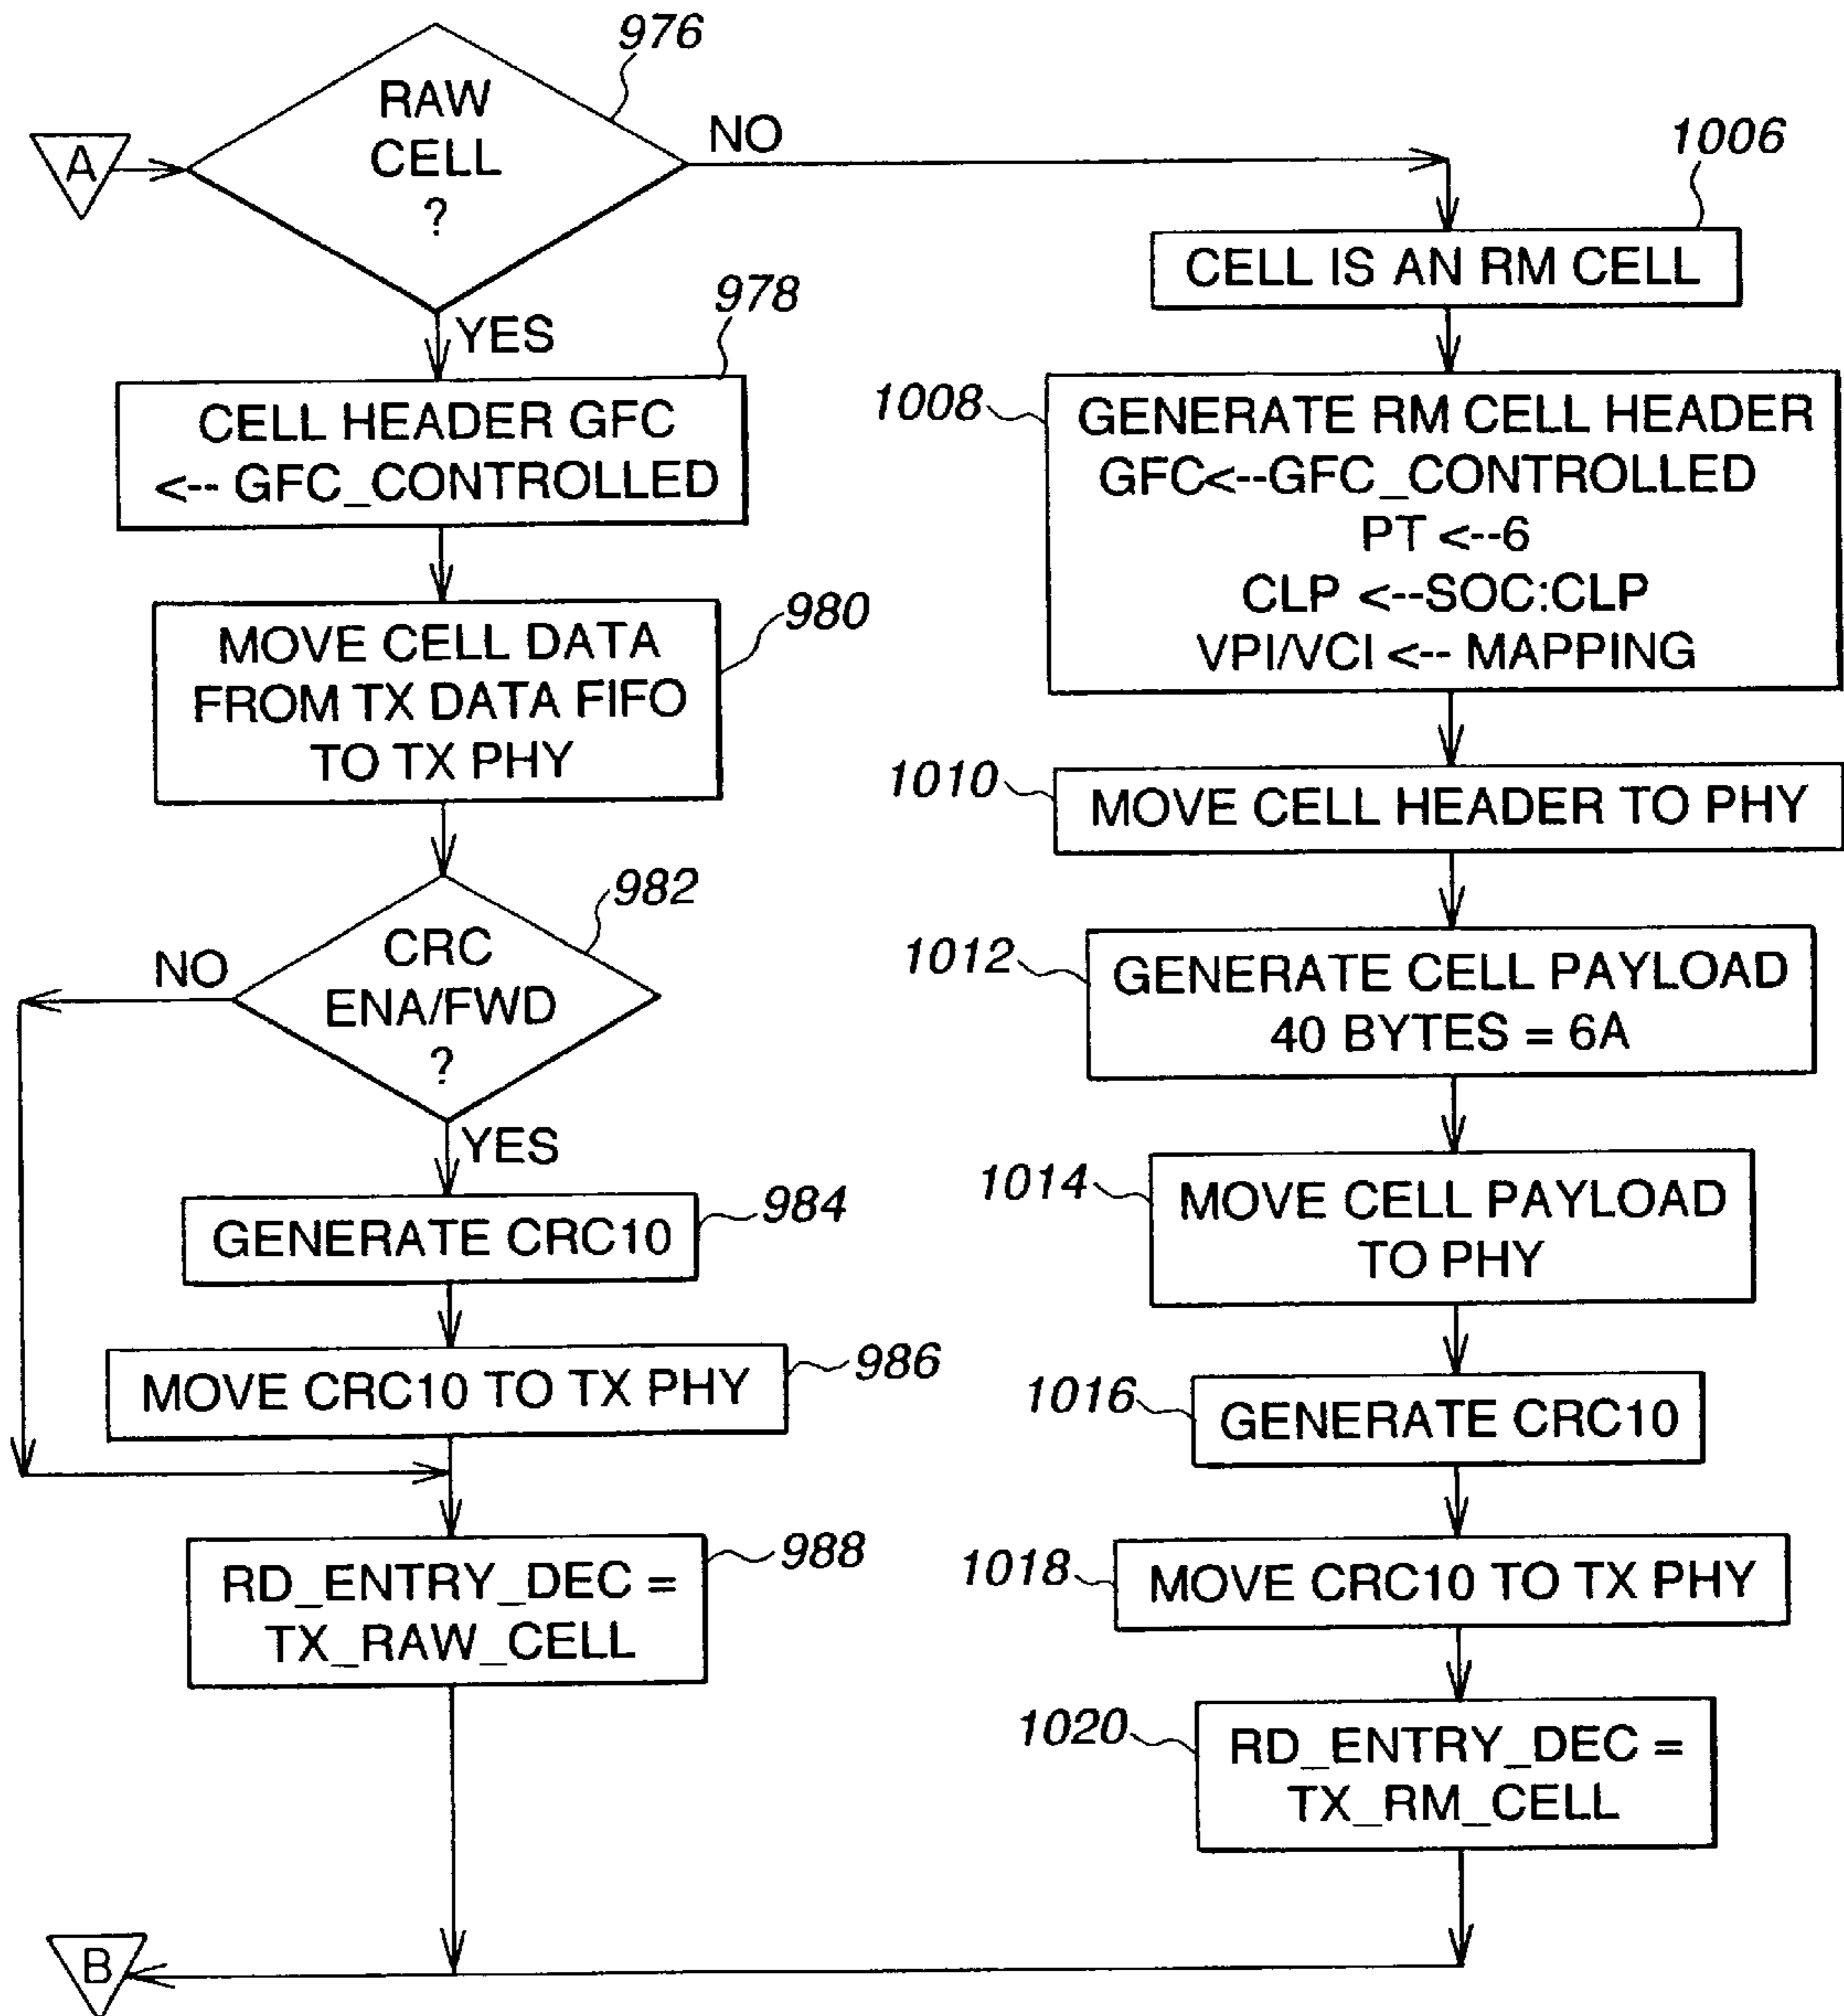 976
RAW
CELL
?
A
NO
YES
978
CELL HEADER GFC
<-- GFC_CONTROLLED
980
MOVE CELL DATA
FROM TX DATA FIFO
TO TX PHY
982
CRC
ENA/FWD
?
NO
YES
984
GENERATE CRC10
986
MOVE CRC10 TO TX PHY
988
RD_ENTRY_DEC =
TX_RAW_CELL
B
1006
CELL IS AN RM CELL
1008
GENERATE RM CELL HEADER
GFC<--GFC_CONTROLLED
PT <--6
CLP <--SOC:CLP
VPI/VCI <-- MAPPING
1010
MOVE CELL HEADER TO PHY
1012
GENERATE CELL PAYLOAD
40 BYTES = 6A
1014
MOVE CELL PAYLOAD
TO PHY
1016
GENERATE CRC10
1018
MOVE CRC10 TO TX PHY
1020
RD_ENTRY_DEC =
TX_RM_CELL